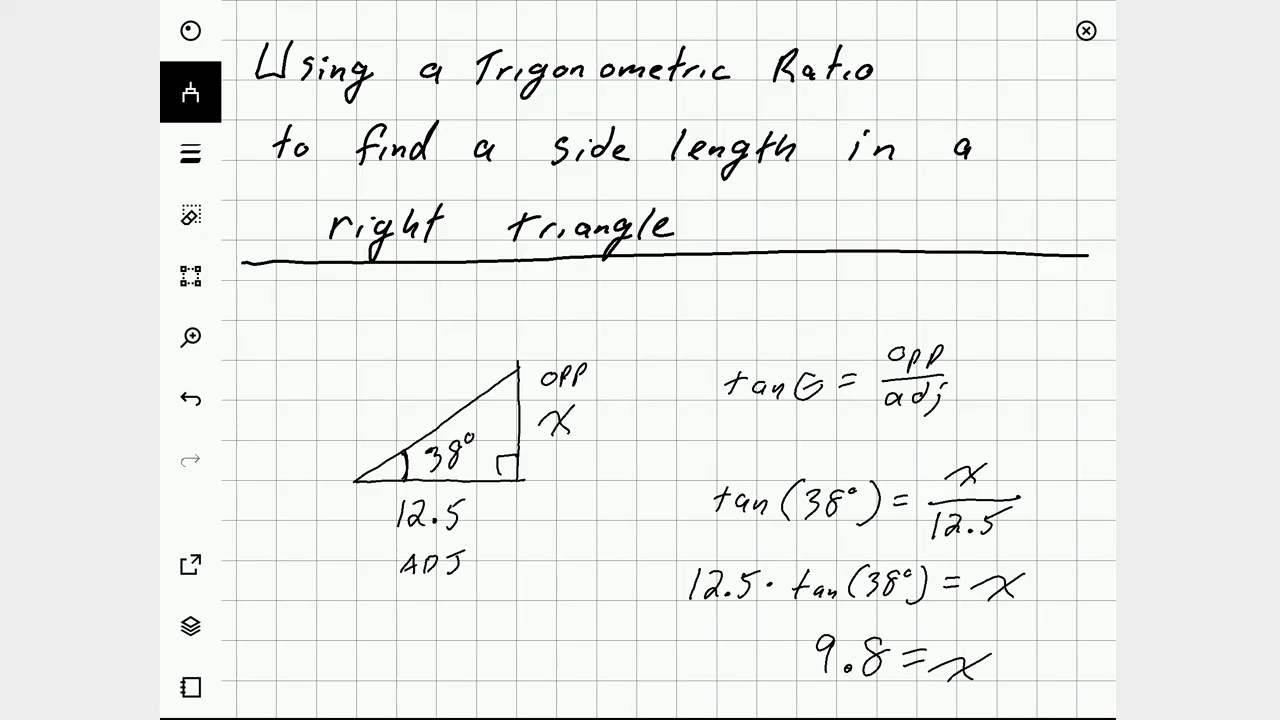 Using a Trigonometric Ratio
to find a side length in a
right triangle
OPP
x
38°
12.5
ADJ
tan θ = opp/adj
tan(38°) = x/12.5
12.5 · tan(38°) = x
9.8 = x